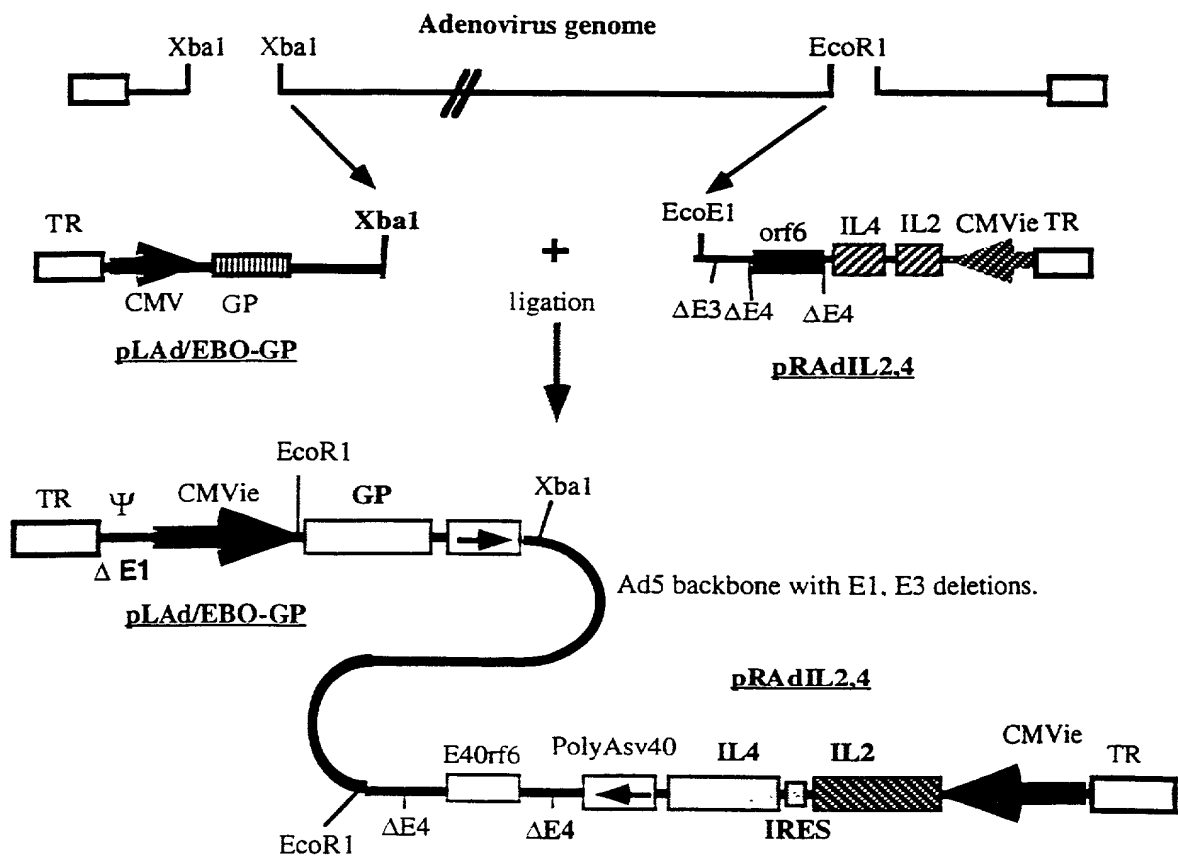 Adenovirus genome
Xba1 Xba1 EcoR1
TR Xba1 EcoE1 orf6 IL4 IL2 CMVie TR
+
ligation
CMV GP ΔE3 ΔE4 ΔE4
pLAd/EBO-GP pRAdIL2,4
EcoR1
TR Ψ CMVie GP Xba1
Δ E1
Ad5 backbone with E1, E3 deletions.
pLAd/EBO-GP
pRAdIL2,4
E40rf6 PolyAsv40 IL4 IL2 CMVie TR
EcoR1 ΔE4 ΔE4 IRES